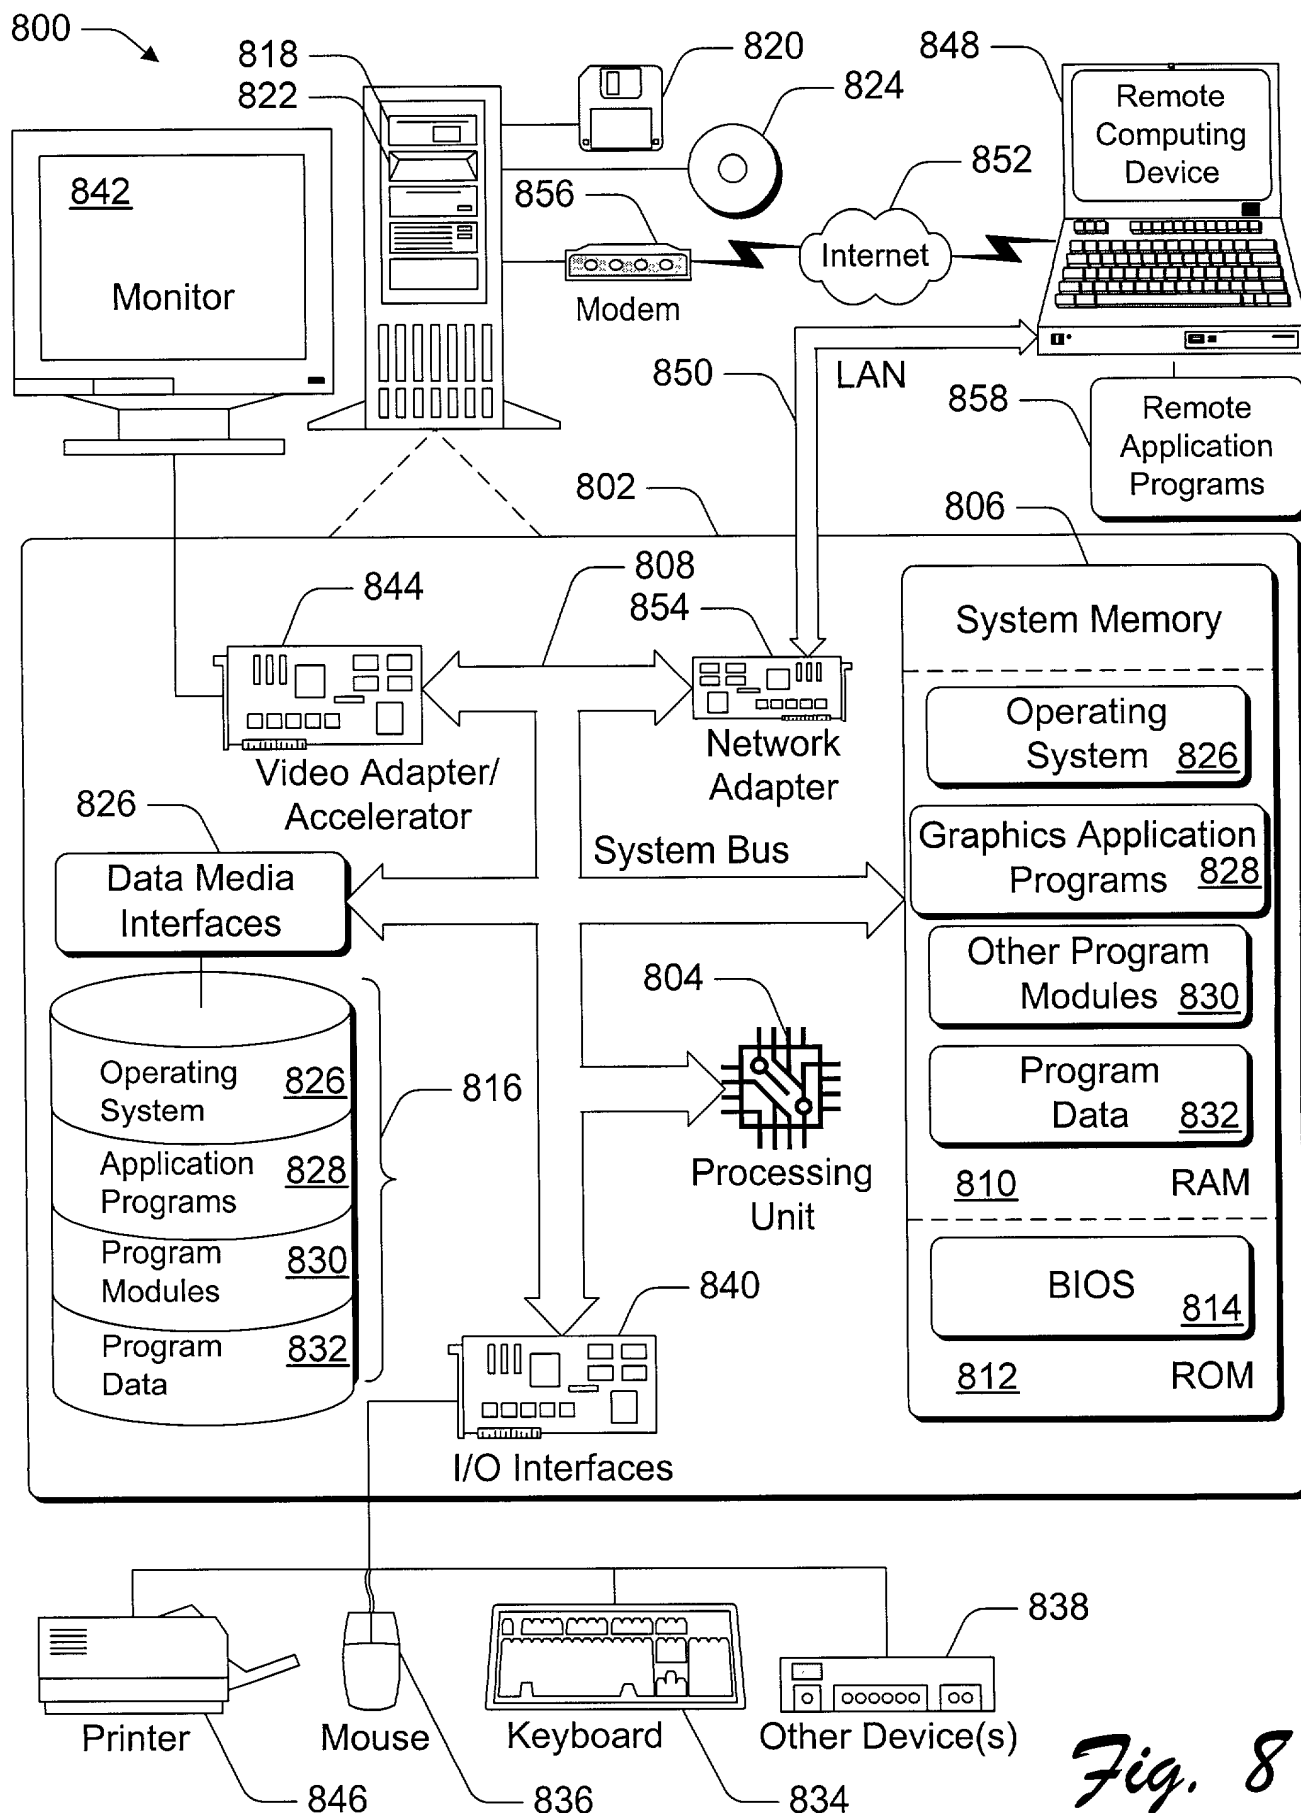 800
818
822
820
824
848
Remote
Computing
Device
852
856
842
Monitor
Internet
Modem
850
LAN
858
Remote
Application
Programs
802
806
808
844
854
System Memory
Operating
System 826
Network
Adapter
Video Adapter/
Accelerator
826
Graphics Application
Programs 828
System Bus
Data Media
Interfaces
Other Program
Modules 830
804
Operating
System
826
816
Program
Data 832
Application
Programs
828
Processing
Unit
810 RAM
Program
Modules
830
BIOS
814
840
Program
Data
832
812 ROM
I/O Interfaces
838
Printer
Mouse
Keyboard
Other Device(s)
846
836
834
Fig. 8